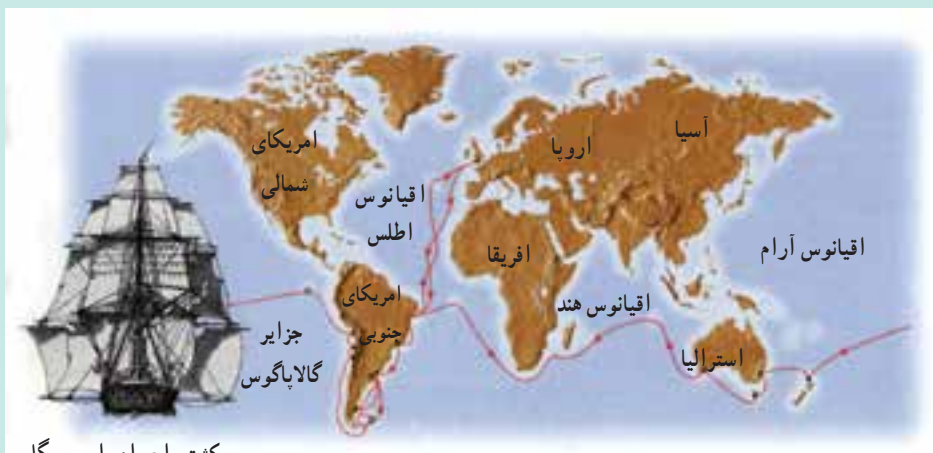 آسیا
اروپا
امریکای
شمالی
اقیانوس
اطلس
افریقا
اقیانوس آرام
امریکای
جنوبی
اقیانوس هند
جزایر
گالاپاگوس
استرالیا